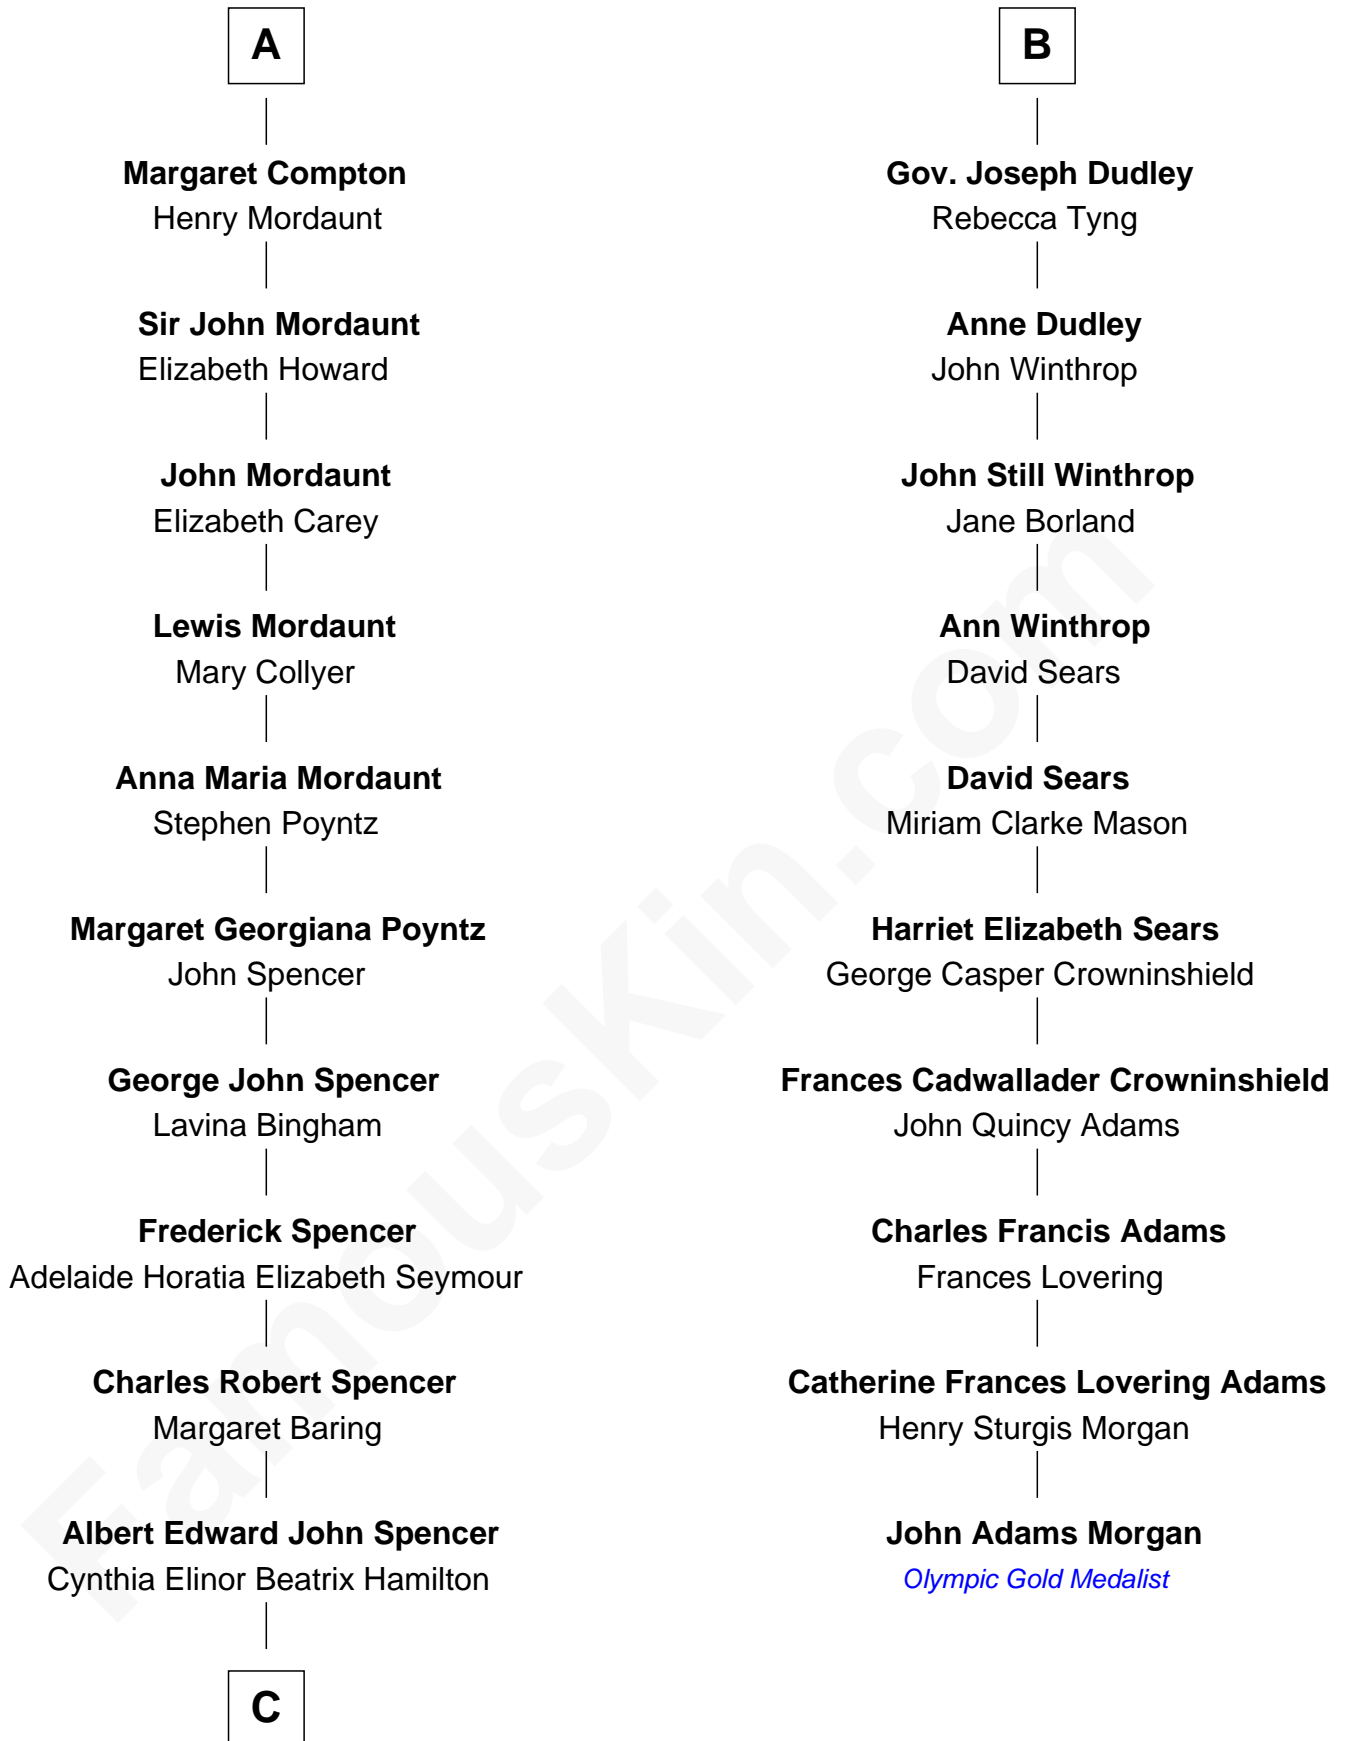 A
Margaret Compton
Henry Mordaunt
Sir John Mordaunt
Elizabeth Howard
John Mordaunt
Elizabeth Carey
Lewis Mordaunt
Mary Collyer
Anna Maria Mordaunt
Stephen Poyntz
Margaret Georgiana Poyntz
John Spencer
George John Spencer
Lavina Bingham
Frederick Spencer
Adelaide Horatia Elizabeth Seymour
Charles Robert Spencer
Margaret Baring
Albert Edward John Spencer
Cynthia Elinor Beatrix Hamilton
C
B
Gov. Joseph Dudley
Rebecca Tyng
Anne Dudley
John Winthrop
John Still Winthrop
Jane Borland
Ann Winthrop
David Sears
David Sears
Miriam Clarke Mason
Harriet Elizabeth Sears
George Casper Crowninshield
Frances Cadwallader Crowninshield
John Quincy Adams
Charles Francis Adams
Frances Lovering
Catherine Frances Lovering Adams
Henry Sturgis Morgan
John Adams Morgan
Olympic Gold Medalist
FamousKin.com